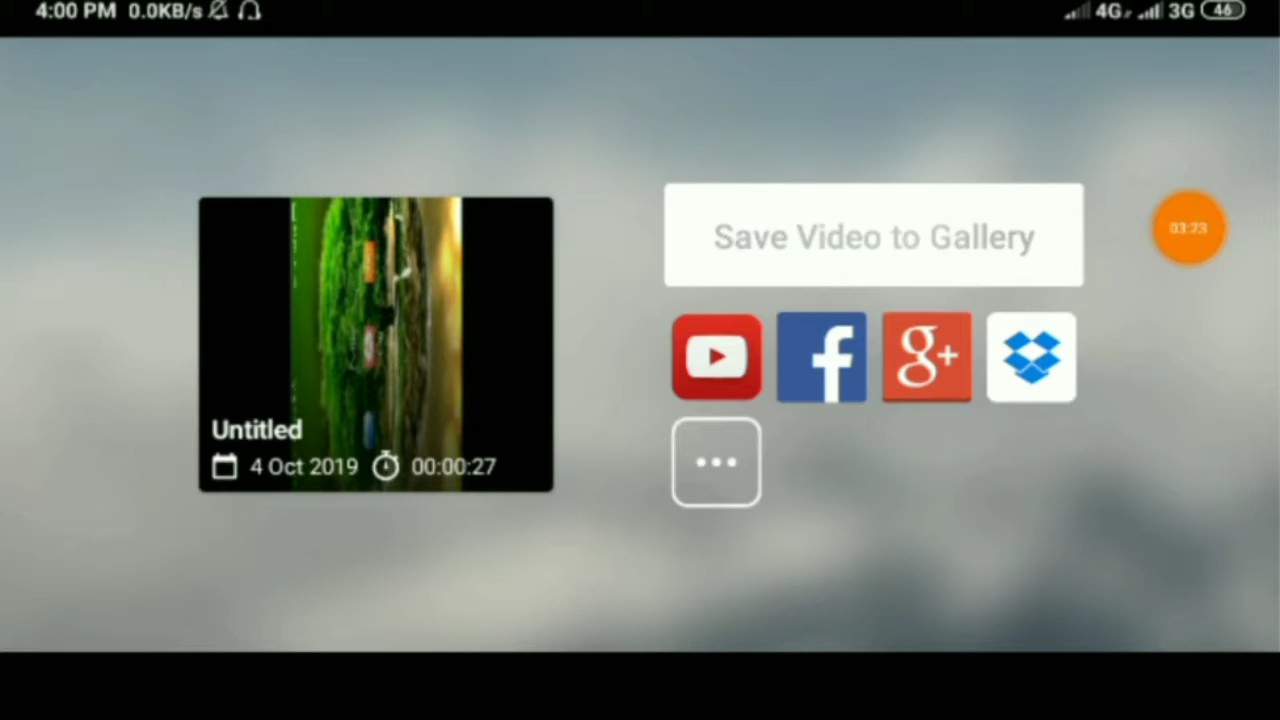 4:00 PM 0.0KB/s
4G 3G 46
Save Video to Gallery
03:23
f
g+
Untitled
4 Oct 2019 00:00:27